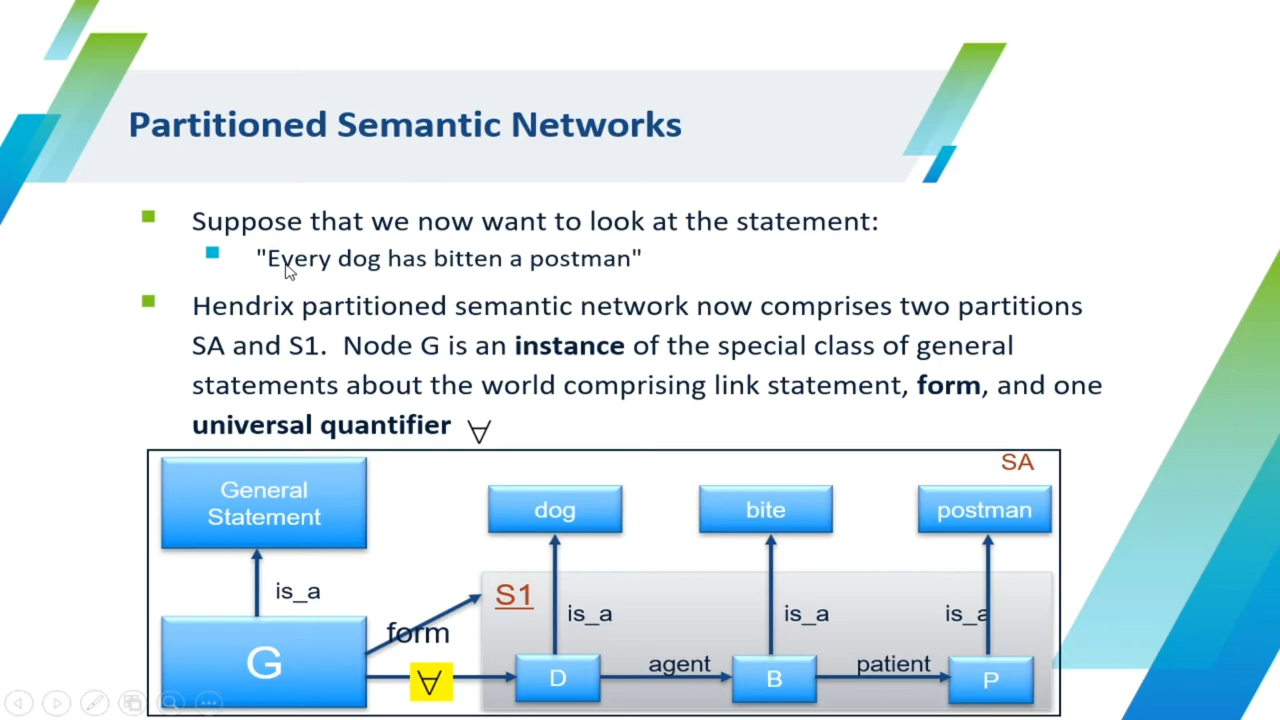 Partitioned Semantic Networks
Suppose that we now want to look at the statement:
"Every dog has bitten a postman"
Hendrix partitioned semantic network now comprises two partitions
SA and S1. Node G is an instance of the special class of general
statements about the world comprising link statement, form, and one
universal quantifier ∀
SA
General
Statement
dog
bite
postman
is_a
S1
is_a
is_a
is_a
form
G
∀
D
agent
B
patient
P